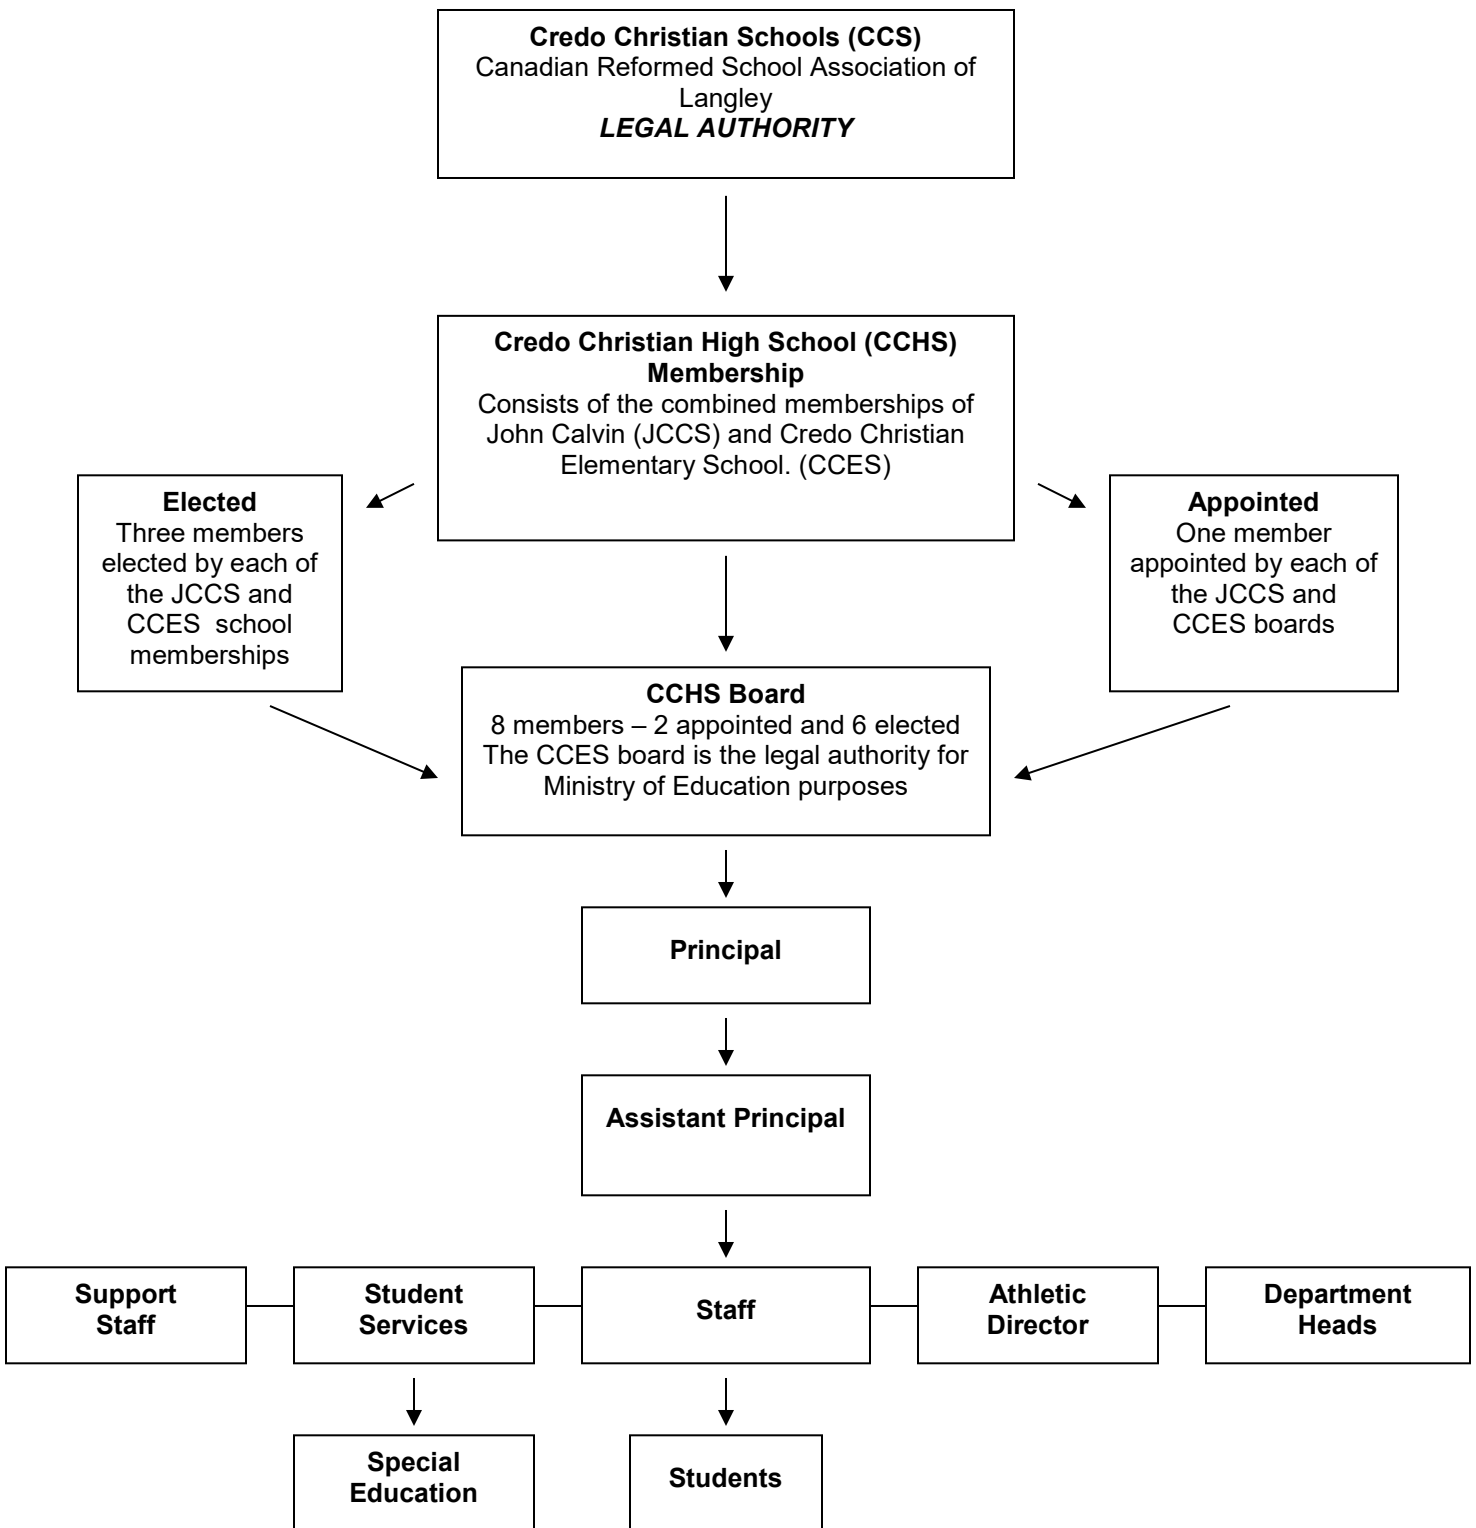 Credo Christian Schools (CCS)
Canadian Reformed School Association of
Langley
LEGAL AUTHORITY
Credo Christian High School (CCHS)
Membership
Consists of the combined memberships of
John Calvin (JCCS) and Credo Christian
Elementary School. (CCES)
Elected
Three members
elected by each of
the JCCS and
CCES school
memberships
Appointed
One member
appointed by each of
the JCCS and
CCES boards
CCHS Board
8 members – 2 appointed and 6 elected
The CCES board is the legal authority for
Ministry of Education purposes
Principal
Assistant Principal
Support
Staff
Student
Services
Staff
Athletic
Director
Department
Heads
Special
Education
Students